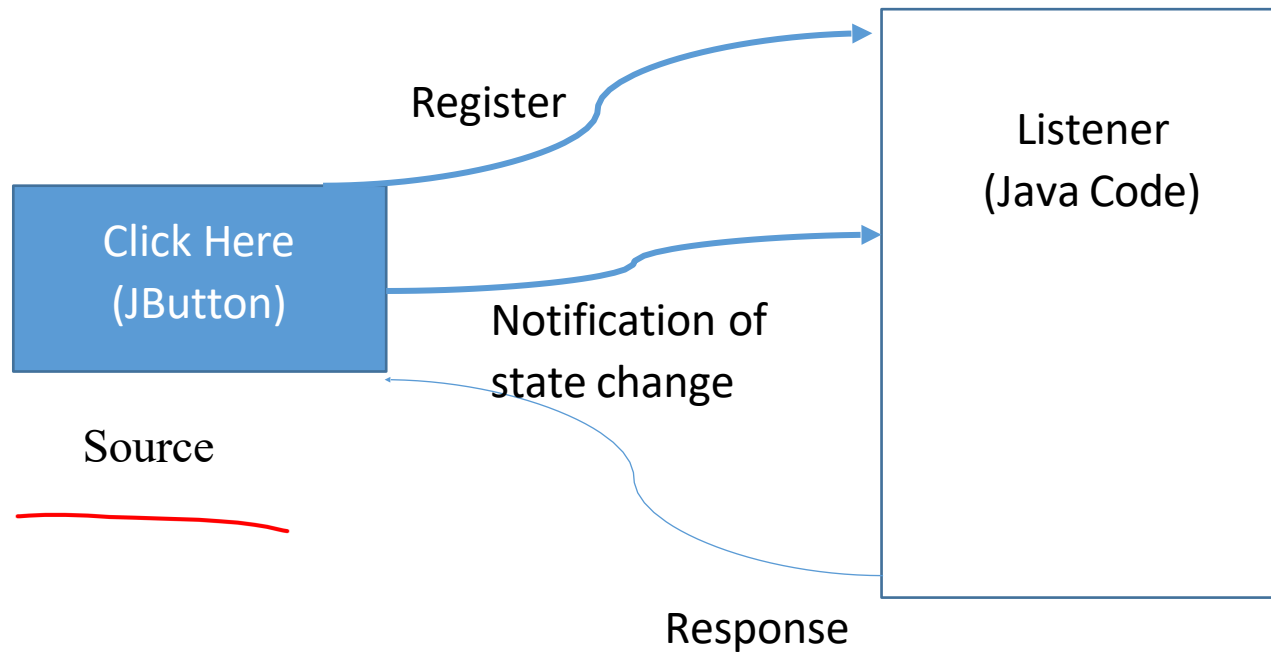 Register
Listener
(Java Code)
Click Here
(JButton)
Notification of
state change
Source
Response